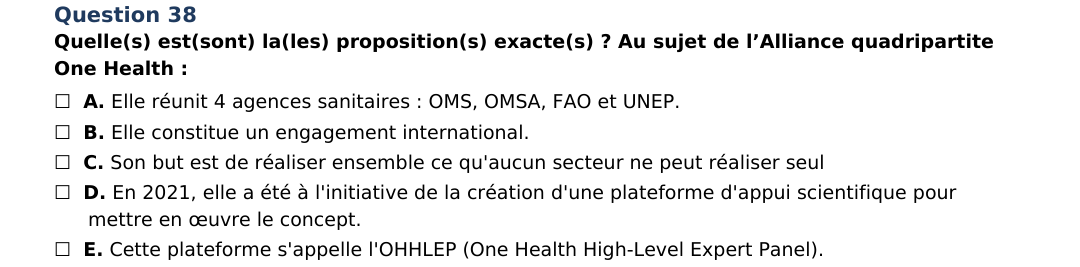 Question 38
Quelle(s) est(sont) la(les) proposition(s) exacte(s) ? Au sujet de l’Alliance quadripartite
One Health :
☐ A. Elle réunit 4 agences sanitaires : OMS, OMSA, FAO et UNEP.
☐ B. Elle constitue un engagement international.
☐ C. Son but est de réaliser ensemble ce qu'aucun secteur ne peut réaliser seul
☐ D. En 2021, elle a été à l'initiative de la création d'une plateforme d'appui scientifique pour
mettre en œuvre le concept.
☐ E. Cette plateforme s'appelle l'OHHLEP (One Health High-Level Expert Panel).